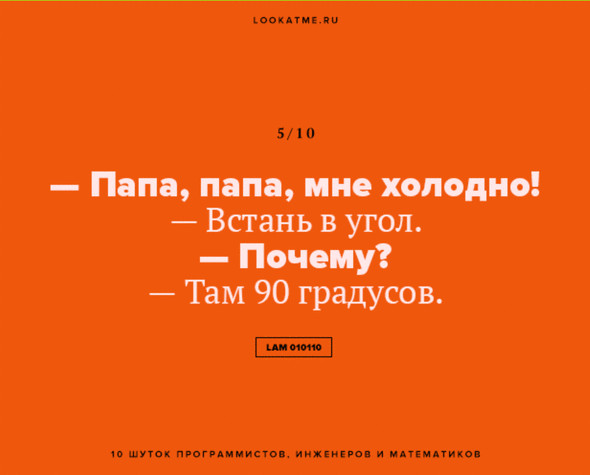 LOOKATME.RU
5/10
— Папа, папа, мне холодно!
— Встань в угол.
— Почему?
— Там 90 градусов.
LAM 010110
10 ШУТОК ПРОГРАММИСТОВ, ИНЖЕНЕРОВ И МАТЕМАТИКОВ